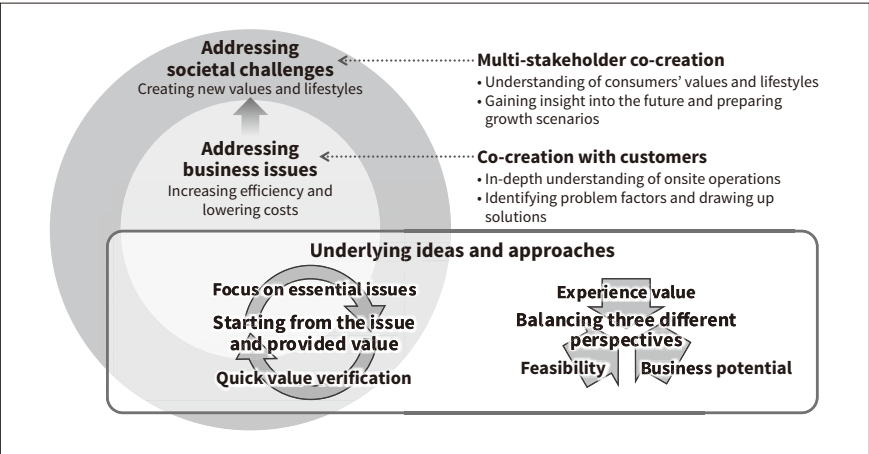 Addressing
societal challenges
Creating new values and lifestyles
Multi-stakeholder co-creation
• Understanding of consumers’ values and lifestyles
• Gaining insight into the future and preparing
growth scenarios
Addressing
business issues
Increasing efficiency and
lowering costs
Co-creation with customers
• In-depth understanding of onsite operations
• Identifying problem factors and drawing up
solutions
Underlying ideas and approaches
Focus on essential issues
Starting from the issue
and provided value
Quick value verification
Experience value
Balancing three different
perspectives
Feasibility
Business potential